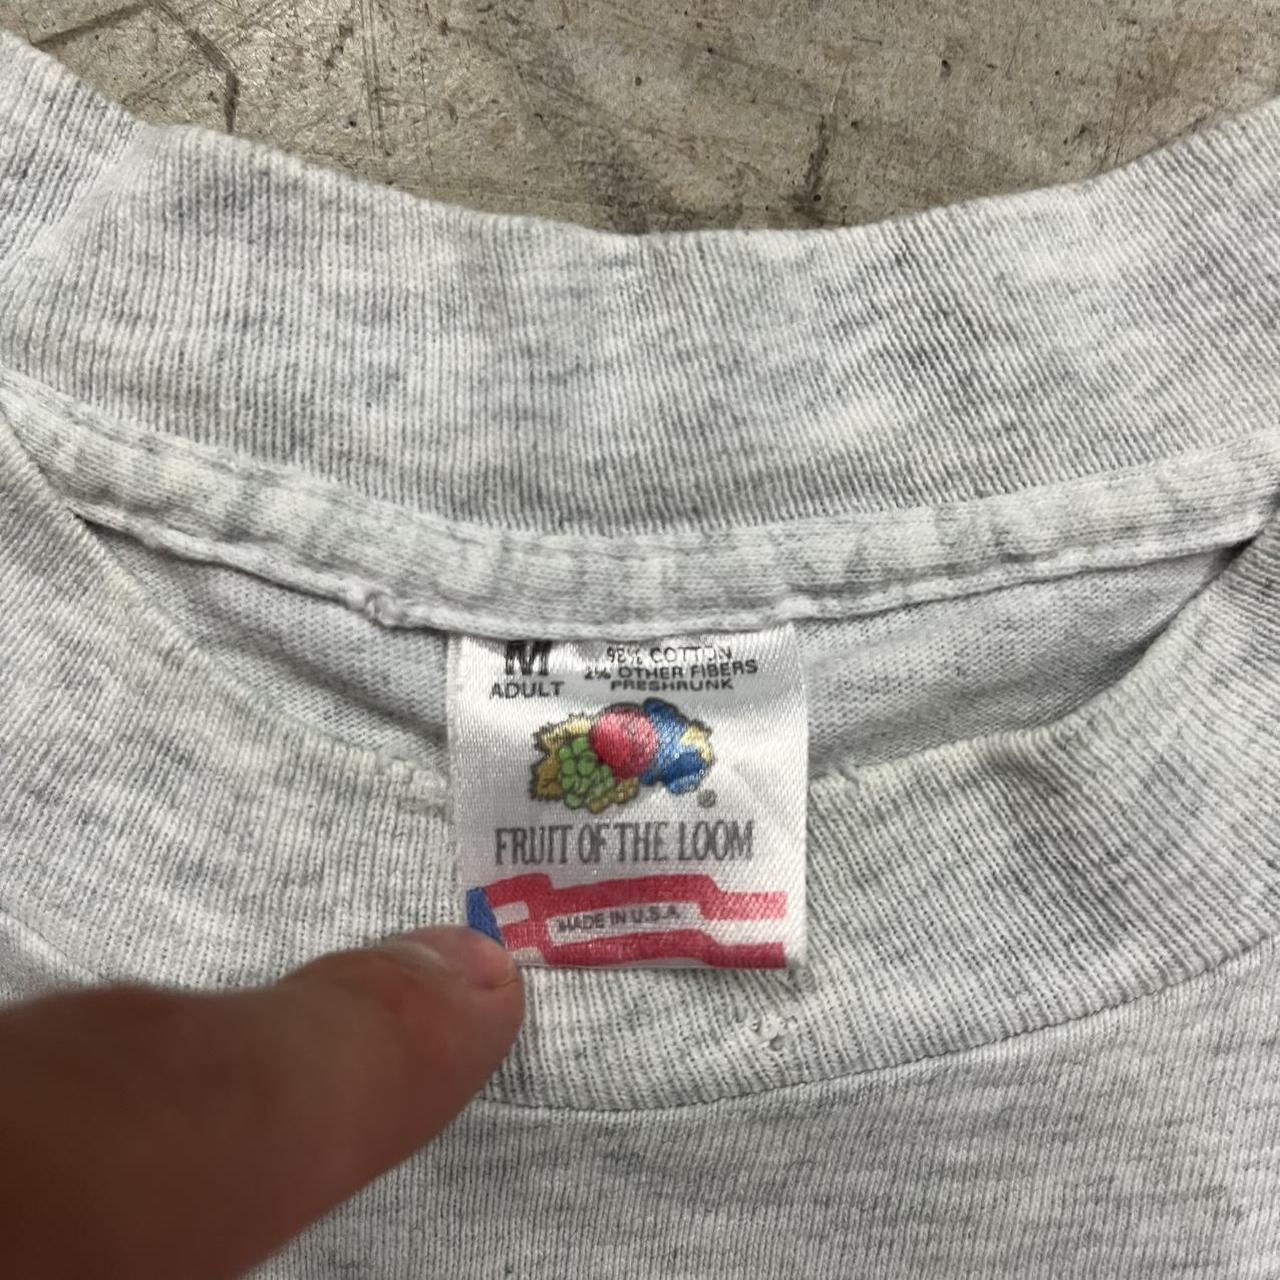 M
98% COTTON
2% OTHER FIBERS
PRESHRUNK
ADULT
®
FRUIT OF THE LOOM
MADE IN U.S.A.